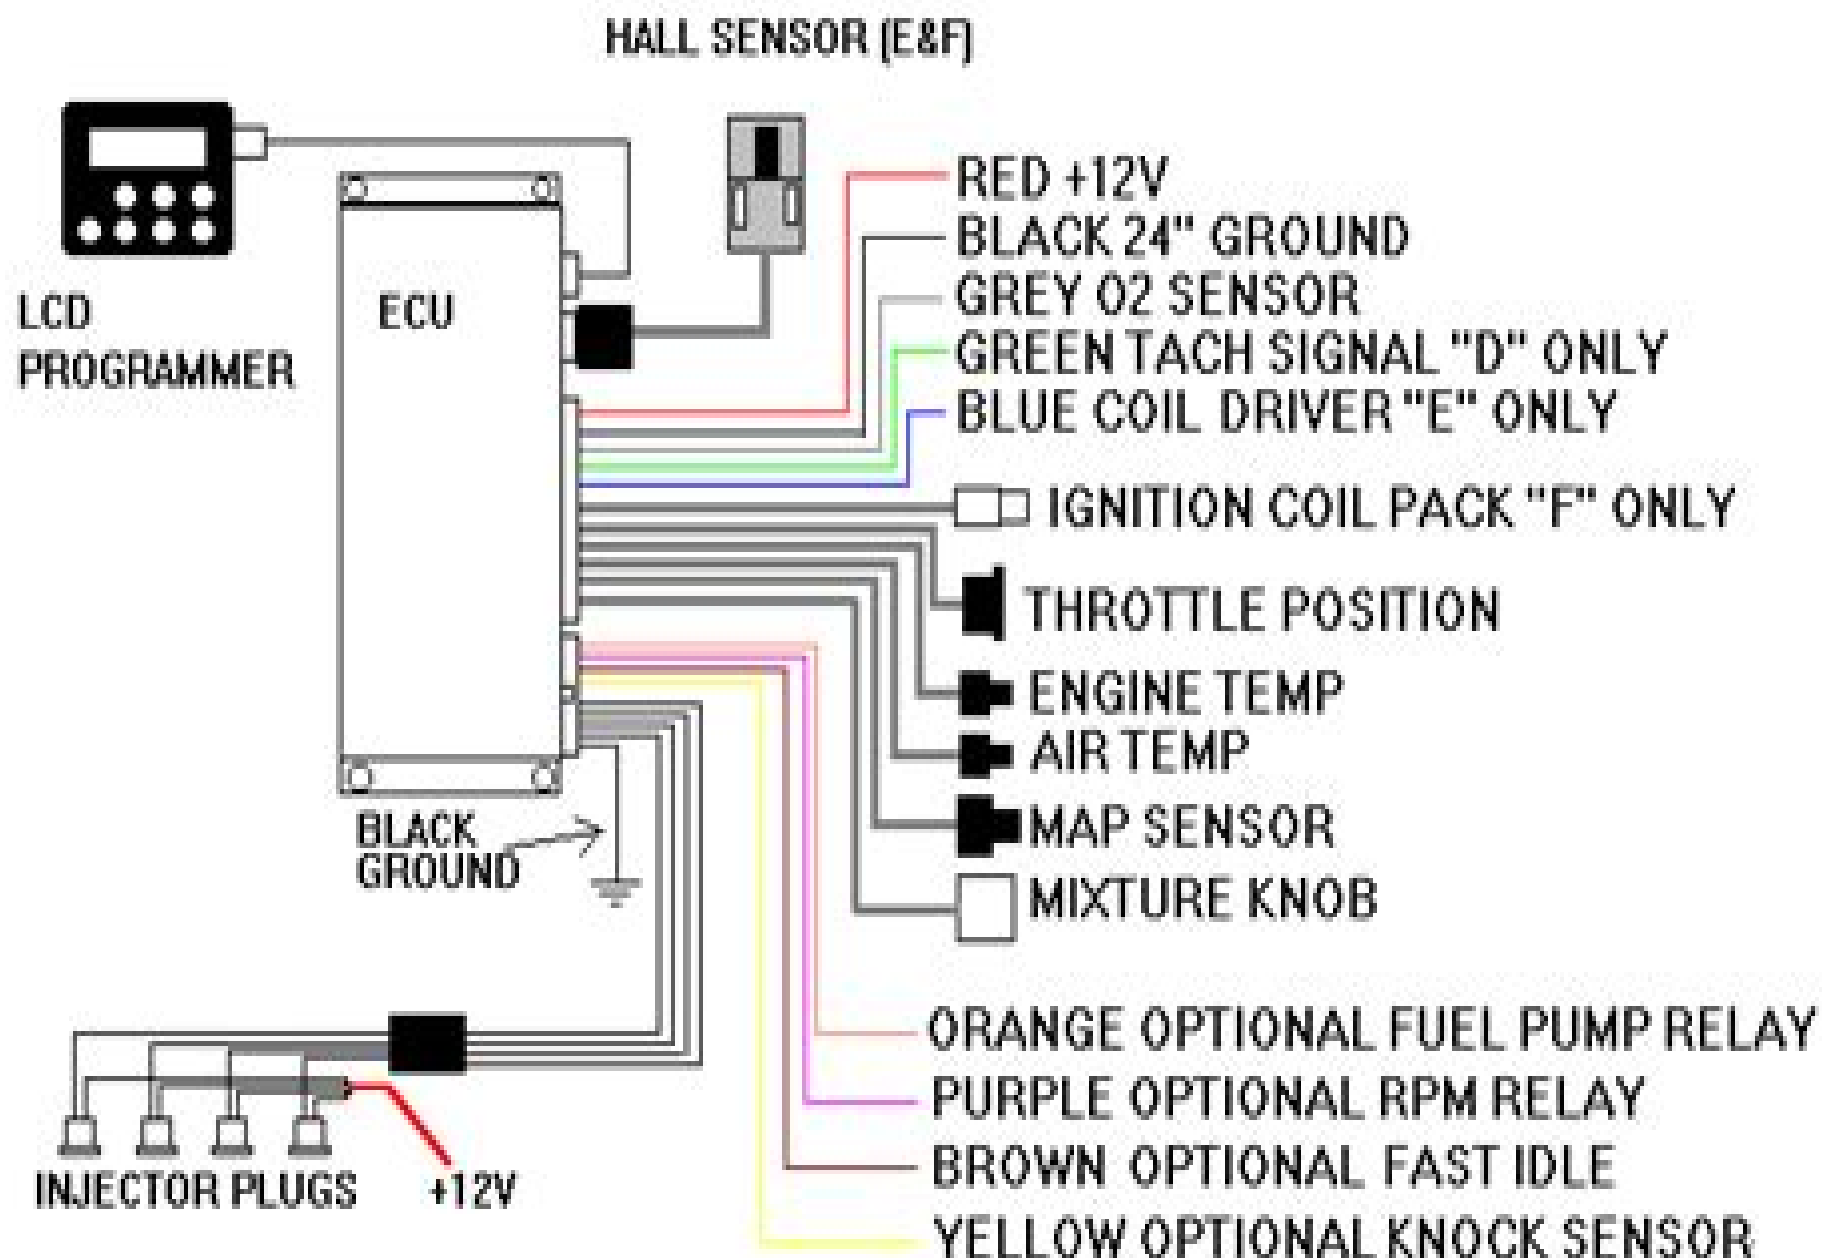 HALL SENSOR (E&F)
LCD
PROGRAMMER
ECU
RED +12V
BLACK 24" GROUND
GREY O2 SENSOR
GREEN TACH SIGNAL "D" ONLY
BLUE COIL DRIVER "E" ONLY
IGNITION COIL PACK "F" ONLY
THROTTLE POSITION
ENGINE TEMP
AIR TEMP
MAP SENSOR
MIXTURE KNOB
BLACK
GROUND
ORANGE OPTIONAL FUEL PUMP RELAY
PURPLE OPTIONAL RPM RELAY
BROWN OPTIONAL FAST IDLE
YELLOW OPTIONAL KNOCK SENSOR
INJECTOR PLUGS
+12V